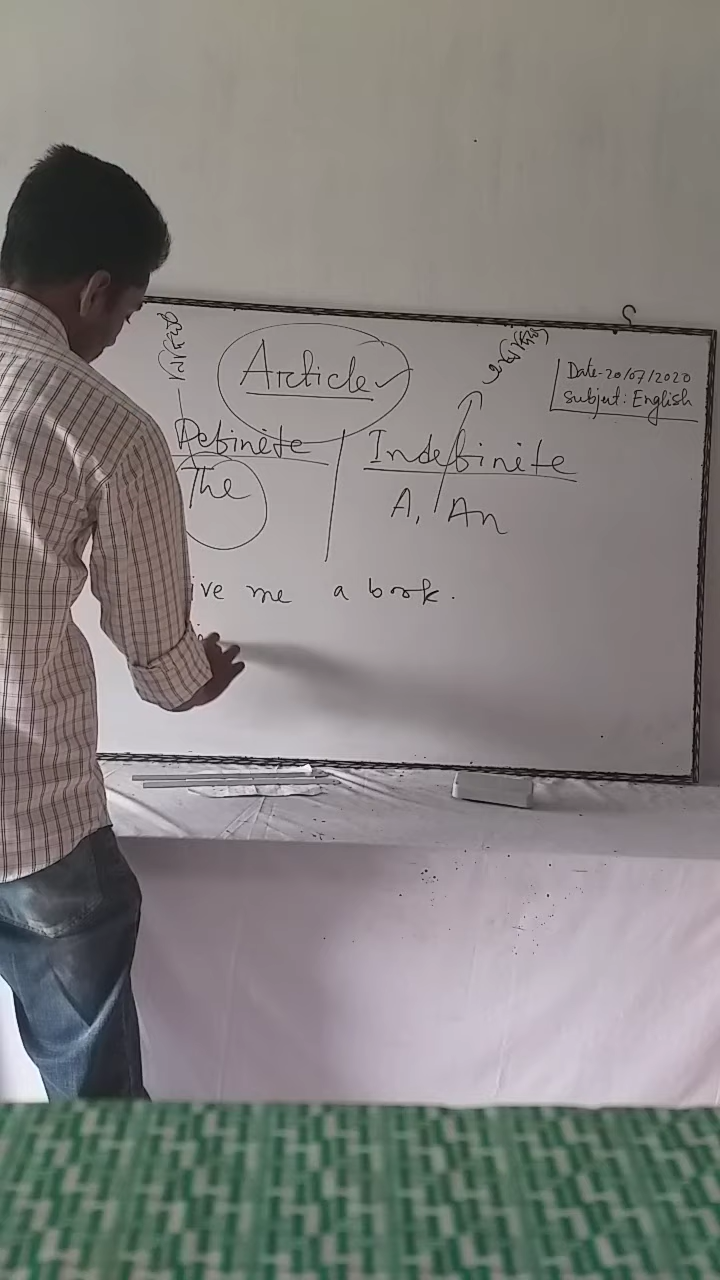 Article
Date-20/07/2020
Subject: English
Definite
Indefinite
The
A, An
ive me a book.